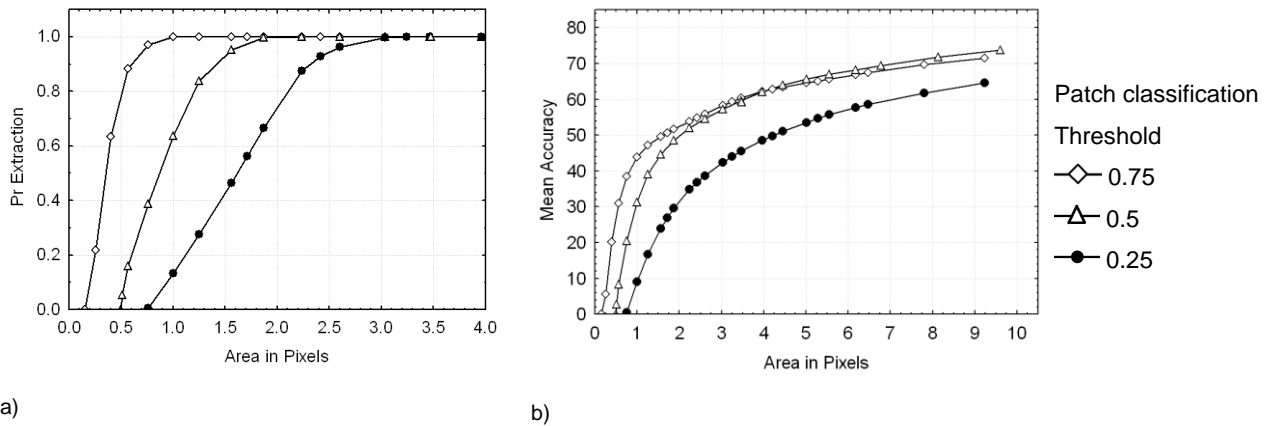 1.0
0.8
0.6
0.4
0.2
0.0
Pr Extraction
0.0 0.5 1.0 1.5 2.0 2.5 3.0 3.5 4.0
Area in Pixels
a)
80
70
60
50
40
30
20
10
0
Mean Accuracy
0 1 2 3 4 5 6 7 8 9 10
Area in Pixels
b)
Patch classification
Threshold
0.75
0.5
0.25